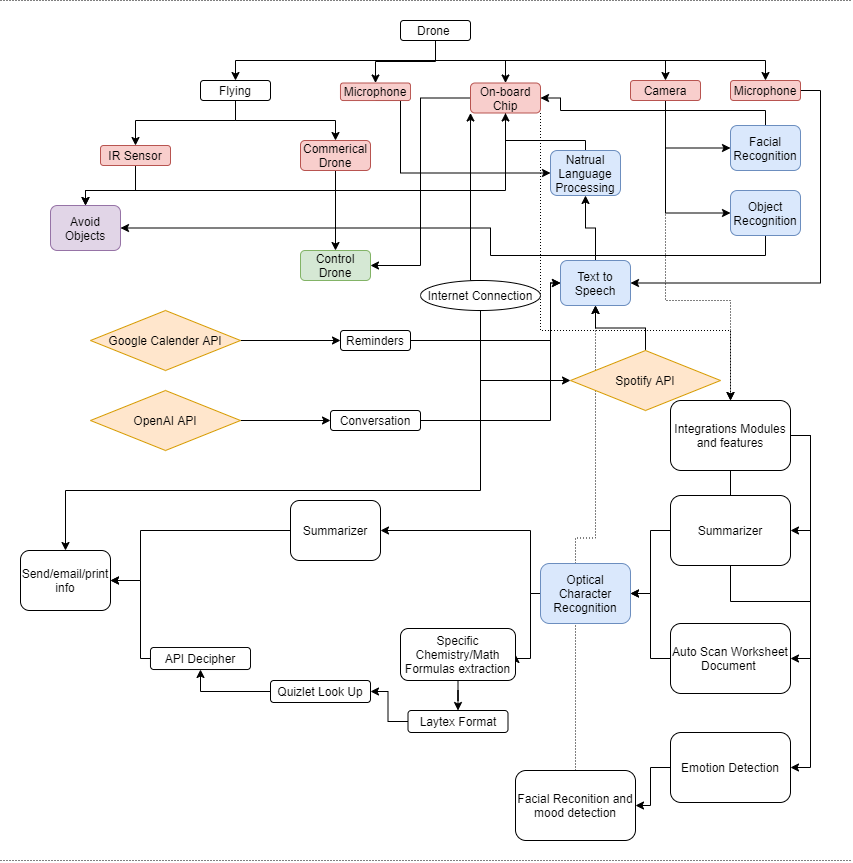 Drone
Flying
Microphone
On-board
Chip
Camera
Microphone
IR Sensor
Commerical
Drone
Natrual
Language
Processing
Facial
Recognition
Avoid
Objects
Object
Recognition
Control
Drone
Text to
Speech
Internet Connection
Google Calender API
Reminders
Spotify API
OpenAI API
Conversation
Integrations Modules
and features
Summarizer
Summarizer
Send/email/print
info
Optical
Character
Recognition
Specific
Chemistry/Math
Formulas extraction
Auto Scan Worksheet
Document
API Decipher
Quizlet Look Up
Laytex Format
Emotion Detection
Facial Reconition and
mood detection